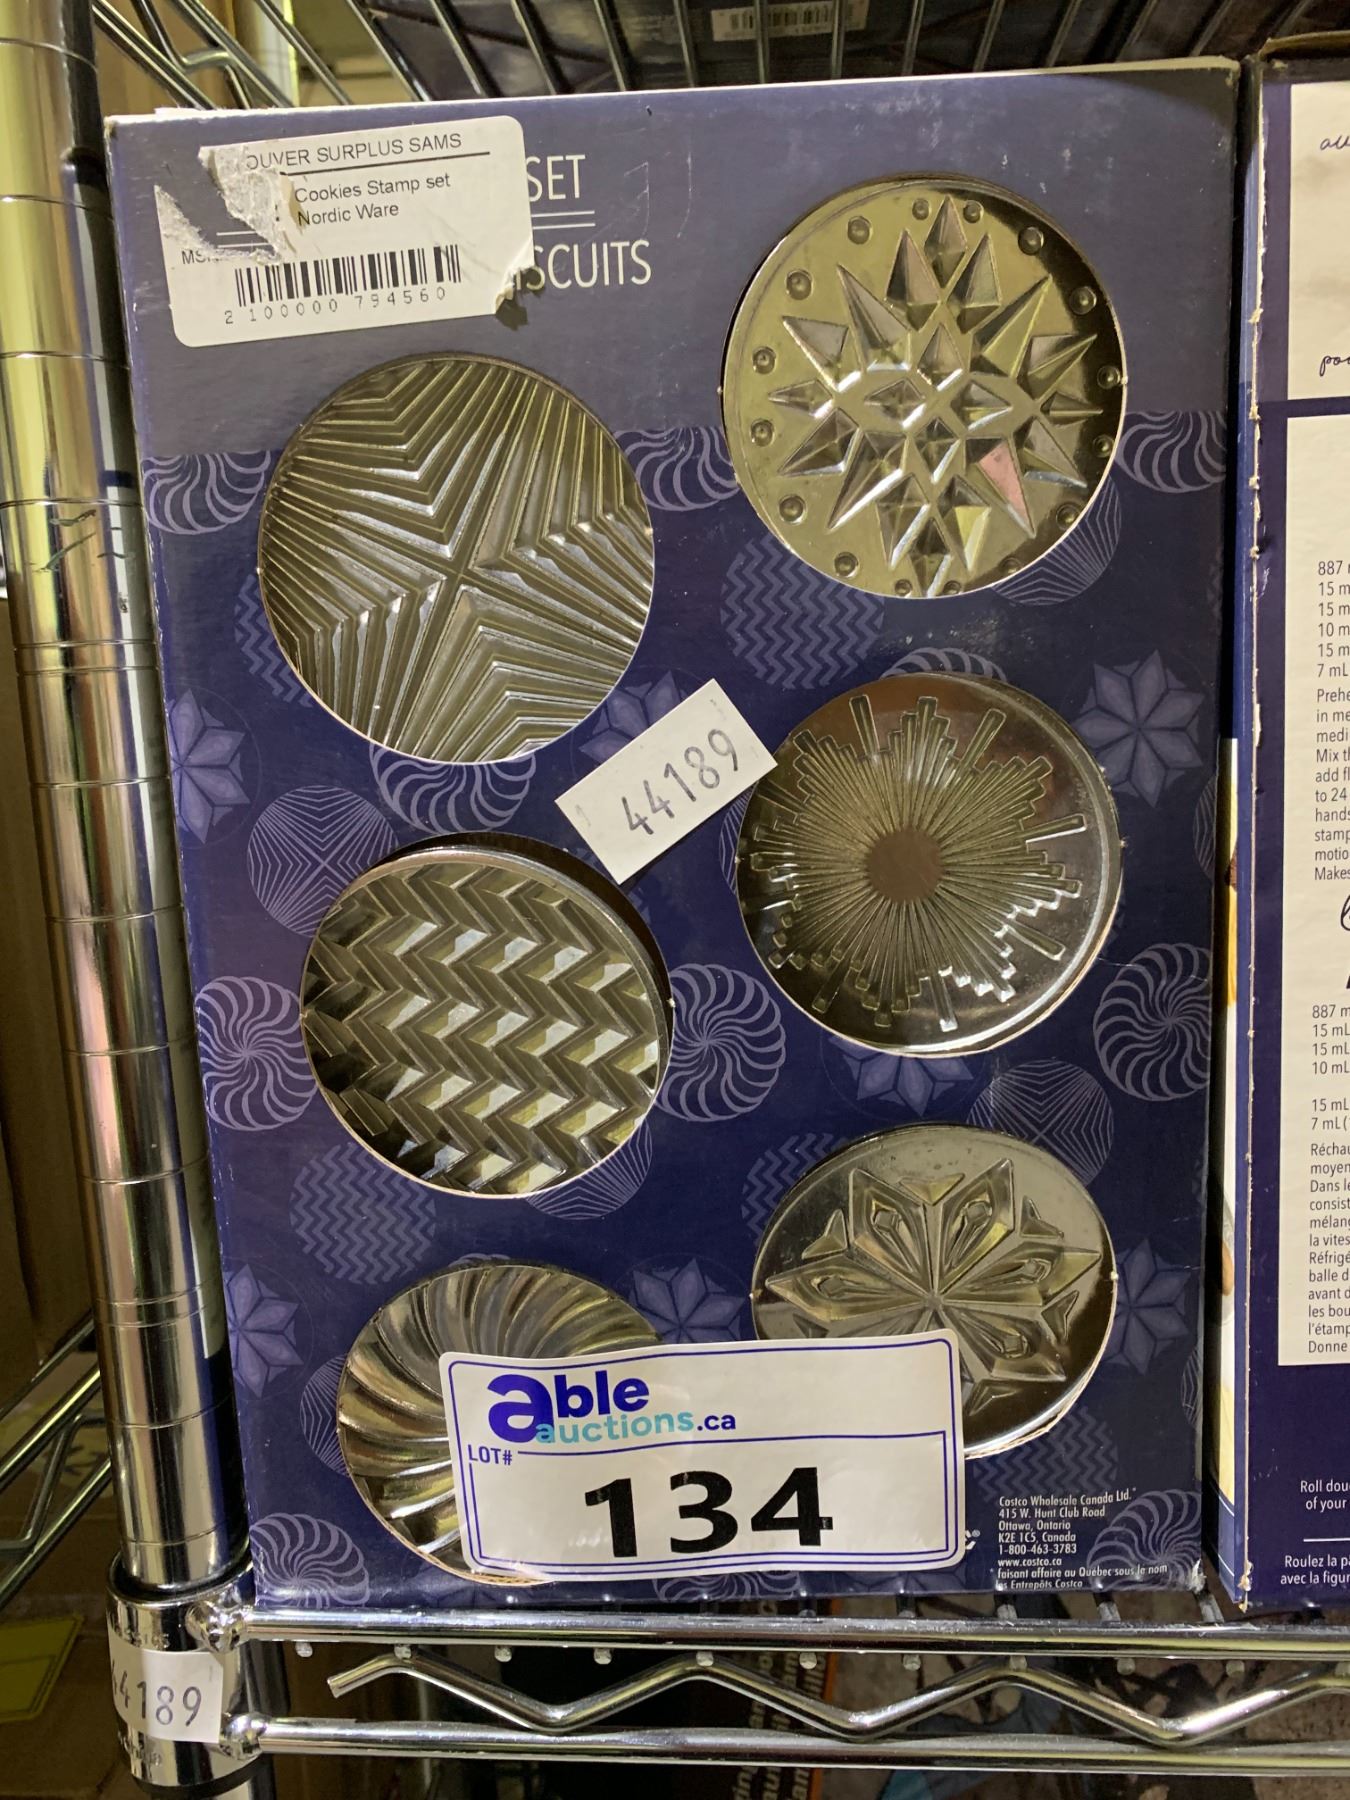 OUVER SURPLUS SAMS
Cookies Stamp set
Nordic Ware
2 100000 794560
SET
ISCUITS
44189
able
auctions.ca
LOT#
134
Costco Wholesale Canada Ltd.*
415 W. Hunt Club Road
Ottawa, Ontario
K2E 1C5, Canada
1-800-463-3783
www.costco.ca
faisant affaire au Québec sous le nom
les Entrepôts Costco
44189
887
15 m
15 m
10 m
15 m
7 mL
Prehe
in me
medi
Mix th
add fl
to 24
hands
stamp
motio
Makes
887 m
15 mL
15 mL
10 mL
15 mL
7 mL (
Réchau
moyen
Dans le
consist
mélang
la vites
Réfrigé
balle d
avant d
les bou
l'étamp
Donne
Roll dou
of your
Roulez la p
avec la figur